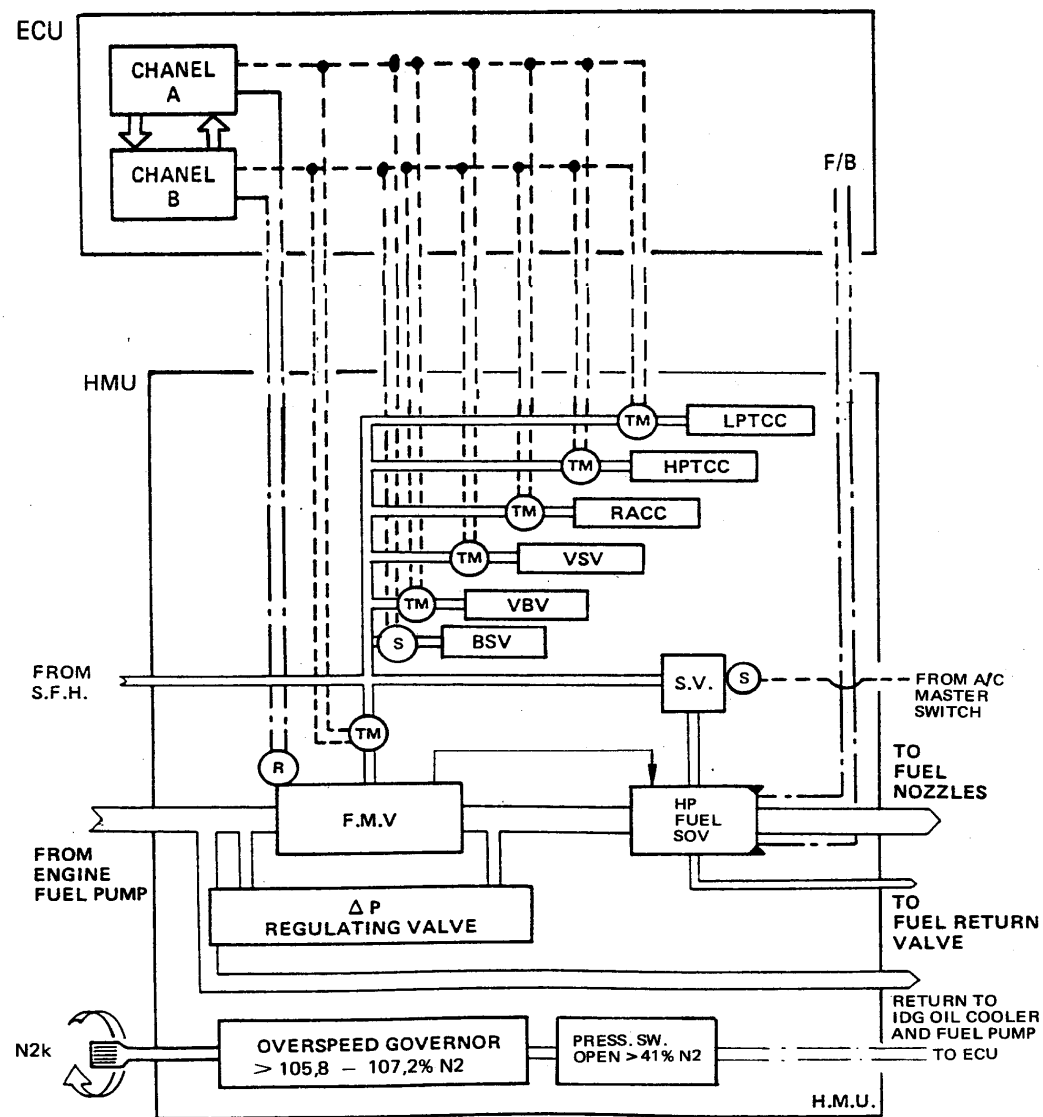 ECU
CHANEL
A
CHANEL
B
F/B
HMU
TM
LPTCC
TM
HPTCC
TM
RACC
TM
VSV
TM
VBV
S
BSV
FROM
S.F.H.
S.V.
S
FROM A/C
MASTER
SWITCH
TM
R
F.M.V
HP
FUEL
SOV
TO
FUEL
NOZZLES
FROM
ENGINE
FUEL PUMP
Δ P
REGULATING VALVE
TO
FUEL RETURN
VALVE
RETURN TO
IDG OIL COOLER
AND FUEL PUMP
N2k
OVERSPEED GOVERNOR
> 105,8 – 107,2% N2
PRESS. SW.
OPEN > 41% N2
TO ECU
H.M.U.